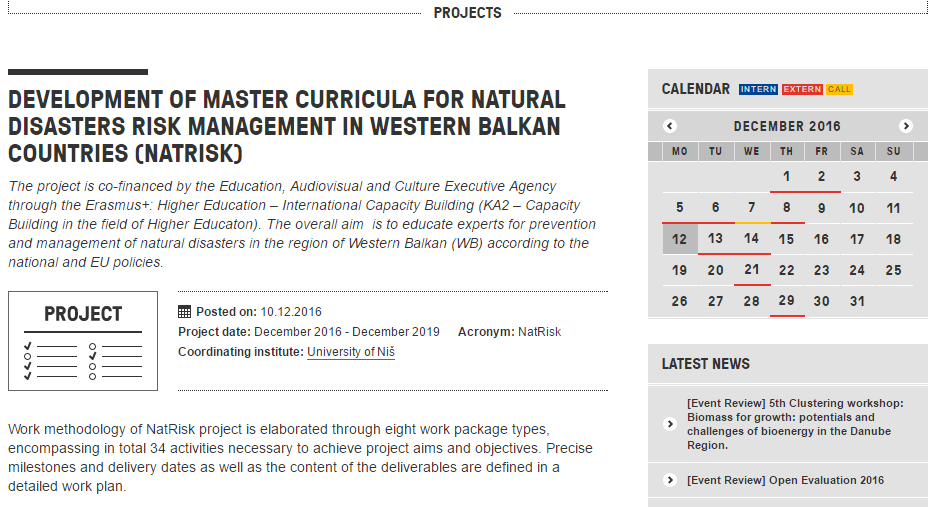 PROJECTS
DEVELOPMENT OF MASTER CURRICULA FOR NATURAL
DISASTERS RISK MANAGEMENT IN WESTERN BALKAN
COUNTRIES (NATRISK)
The project is co-financed by the Education, Audiovisual and Culture Executive Agency
through the Erasmus+: Higher Education – International Capacity Building (KA2 – Capacity
Building in the field of Higher Educaton). The overall aim  is to educate experts for prevention
and management of natural disasters in the region of Western Balkan (WB) according to the
national and EU policies.
PROJECT
Posted on: 10.12.2016
Project date: December 2016 - December 2019 Acronym: NatRisk
Coordinating institute: University of Niš
Work methodology of NatRisk project is elaborated through eight work package types,
encompassing in total 34 activities necessary to achieve project aims and objectives. Precise
milestones and delivery dates as well as the content of the deliverables are defined in a
detailed work plan.
CALENDAR INTERN EXTERN CALL
DECEMBER 2016
MO TU WE TH FR SA SU
1 2 3 4
5 6 7 8 9 10 11
12 13 14 15 16 17 18
19 20 21 22 23 24 25
26 27 28 29 30 31
LATEST NEWS
[Event Review] 5th Clustering workshop:
Biomass for growth: potentials and
challenges of bioenergy in the Danube
Region.
[Event Review] Open Evaluation 2016